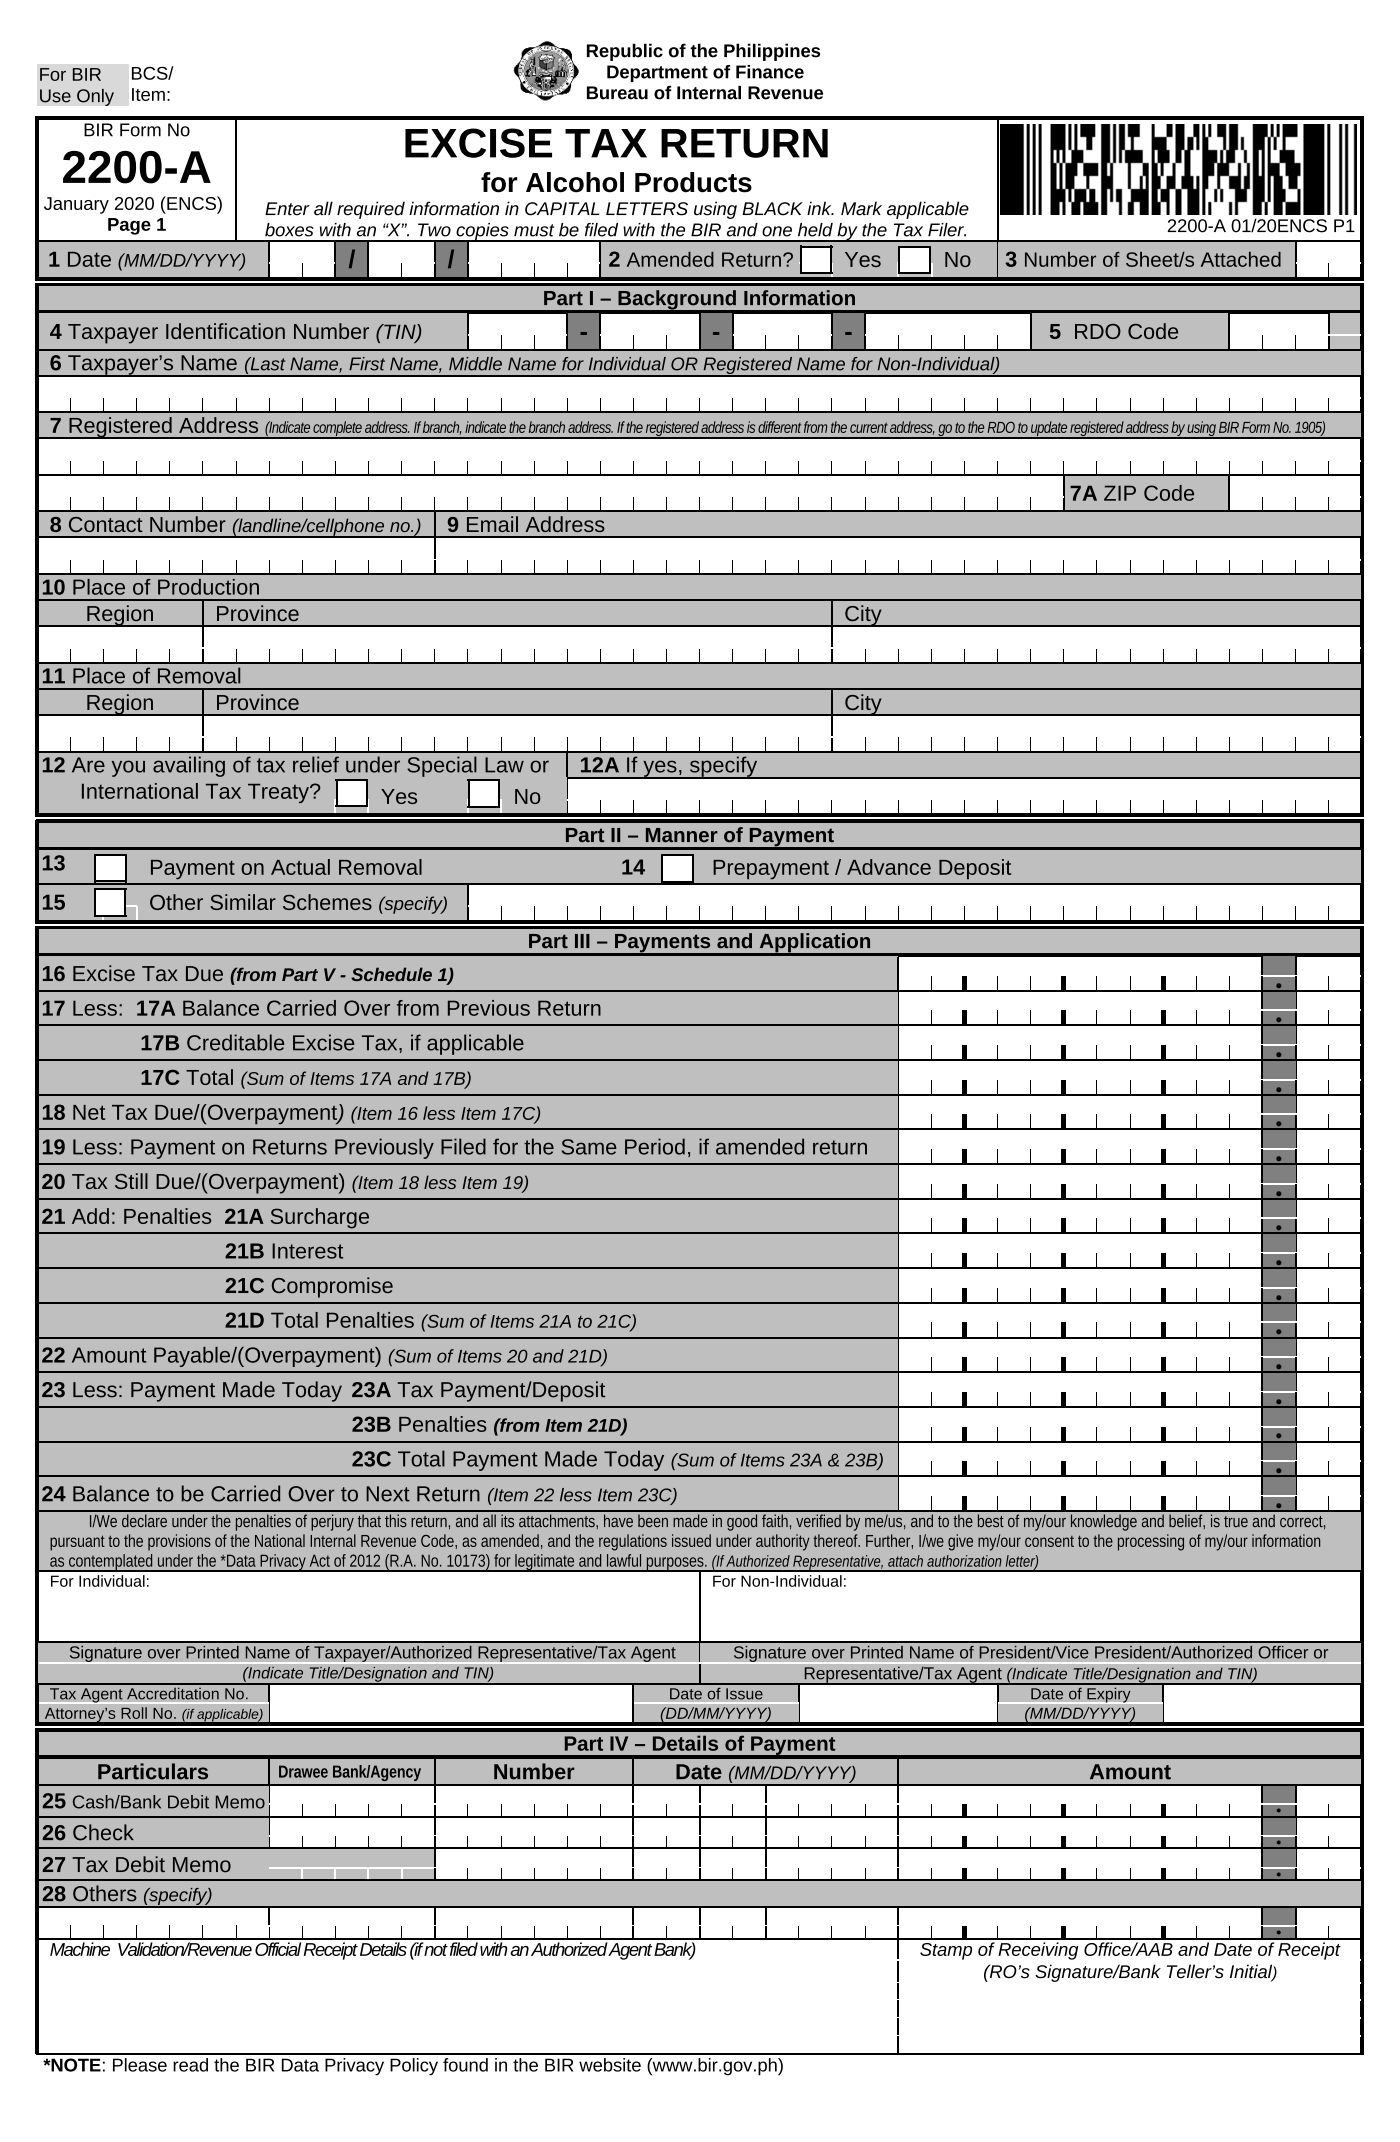 For BIR
Use Only
BCS/
Item:
Republic of the Philippines
Department of Finance
Bureau of Internal Revenue
BIR Form No
2200-A
January 2020 (ENCS)
Page 1
EXCISE TAX RETURN
for Alcohol Products
Enter all required information in CAPITAL LETTERS using BLACK ink. Mark applicable
boxes with an “X”. Two copies must be filed with the BIR and one held by the Tax Filer.
2200-A 01/20ENCS P1
1 Date (MM/DD/YYYY) / / 2 Amended Return? Yes No 3 Number of Sheet/s Attached
Part I – Background Information
4 Taxpayer Identification Number (TIN) - - - 5 RDO Code
6 Taxpayer’s Name (Last Name, First Name, Middle Name for Individual OR Registered Name for Non-Individual)
7 Registered Address (Indicate complete address. If branch, indicate the branch address. If the registered address is different from the current address, go to the RDO to update registered address by using BIR Form No. 1905)
7A ZIP Code
8 Contact Number (landline/cellphone no.) 9 Email Address
10 Place of Production
Region Province City
11 Place of Removal
Region Province City
12 Are you availing of tax relief under Special Law or
International Tax Treaty? Yes No
12A If yes, specify
Part II – Manner of Payment
13 Payment on Actual Removal 14 Prepayment / Advance Deposit
15 Other Similar Schemes (specify)
Part III – Payments and Application
16 Excise Tax Due (from Part V - Schedule 1) .
17 Less: 17A Balance Carried Over from Previous Return .
17B Creditable Excise Tax, if applicable .
17C Total (Sum of Items 17A and 17B) .
18 Net Tax Due/(Overpayment) (Item 16 less Item 17C) .
19 Less: Payment on Returns Previously Filed for the Same Period, if amended return .
20 Tax Still Due/(Overpayment) (Item 18 less Item 19) .
21 Add: Penalties 21A Surcharge .
21B Interest .
21C Compromise .
21D Total Penalties (Sum of Items 21A to 21C) .
22 Amount Payable/(Overpayment) (Sum of Items 20 and 21D) .
23 Less: Payment Made Today 23A Tax Payment/Deposit .
23B Penalties (from Item 21D) .
23C Total Payment Made Today (Sum of Items 23A & 23B) .
24 Balance to be Carried Over to Next Return (Item 22 less Item 23C) .
I/We declare under the penalties of perjury that this return, and all its attachments, have been made in good faith, verified by me/us, and to the best of my/our knowledge and belief, is true and correct,
pursuant to the provisions of the National Internal Revenue Code, as amended, and the regulations issued under authority thereof. Further, I/we give my/our consent to the processing of my/our information
as contemplated under the *Data Privacy Act of 2012 (R.A. No. 10173) for legitimate and lawful purposes. (If Authorized Representative, attach authorization letter)
For Individual:
For Non-Individual:
Signature over Printed Name of Taxpayer/Authorized Representative/Tax Agent
(Indicate Title/Designation and TIN)
Signature over Printed Name of President/Vice President/Authorized Officer or
Representative/Tax Agent (Indicate Title/Designation and TIN)
Tax Agent Accreditation No.
Attorney’s Roll No. (if applicable)
Date of Issue
(DD/MM/YYYY)
Date of Expiry
(MM/DD/YYYY)
Part IV – Details of Payment
Particulars Drawee Bank/Agency Number Date (MM/DD/YYYY) Amount
25 Cash/Bank Debit Memo .
26 Check .
27 Tax Debit Memo .
28 Others (specify)
.
Machine Validation/Revenue Official Receipt Details (if not filed with an Authorized Agent Bank)
Stamp of Receiving Office/AAB and Date of Receipt
(RO’s Signature/Bank Teller’s Initial)
*NOTE: Please read the BIR Data Privacy Policy found in the BIR website (www.bir.gov.ph)